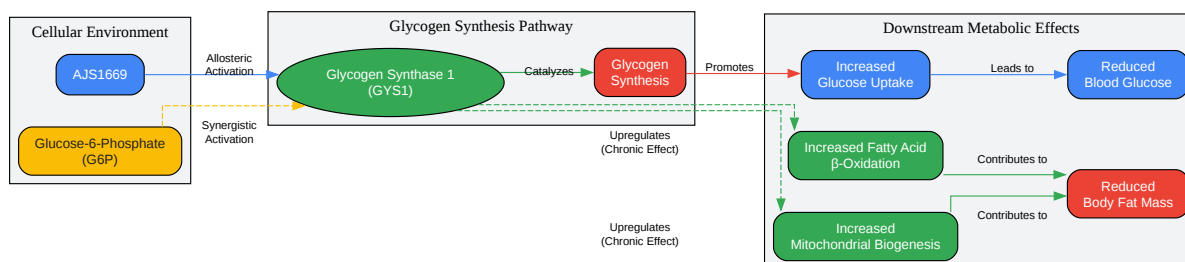 Cellular Environment
AJS1669
Glucose-6-Phosphate
(G6P)
Allosteric
Activation
Synergistic
Activation
Glycogen Synthesis Pathway
Glycogen Synthase 1
(GYS1)
Catalyzes
Glycogen
Synthesis
Promotes
Upregulates
(Chronic Effect)
Upregulates
(Chronic Effect)
Downstream Metabolic Effects
Increased
Glucose Uptake
Leads to
Reduced
Blood Glucose
Increased Fatty Acid
β-Oxidation
Contributes to
Reduced
Body Fat Mass
Contributes to
Increased
Mitochondrial Biogenesis